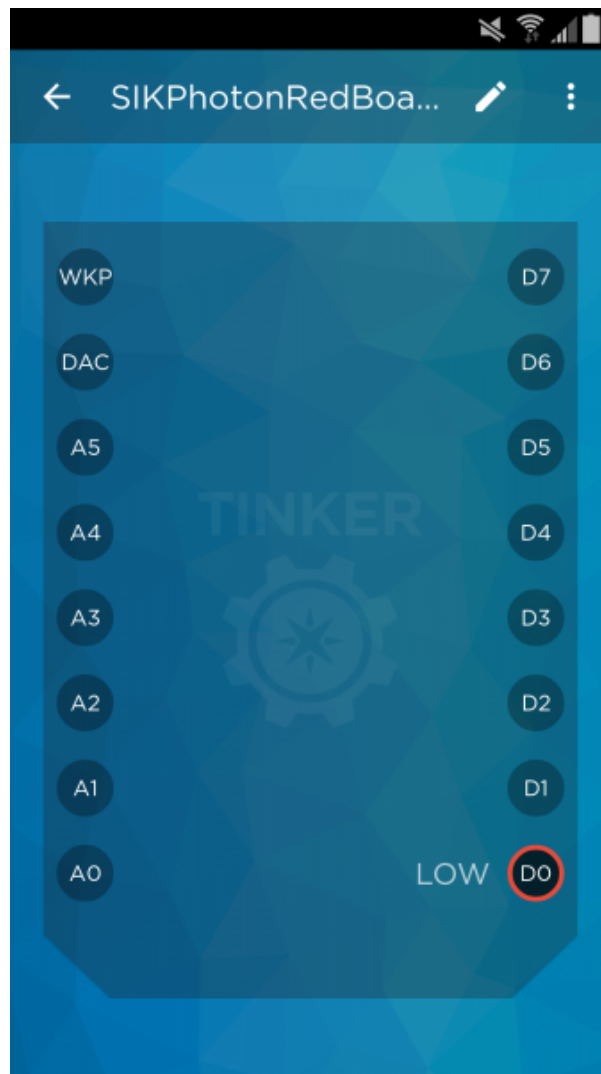 SIKPhotonRedBoa...
WKP
D7
DAC
D6
A5
D5
TINKER
A4
D4
A3
D3
A2
D2
A1
D1
A0
LOW
D0